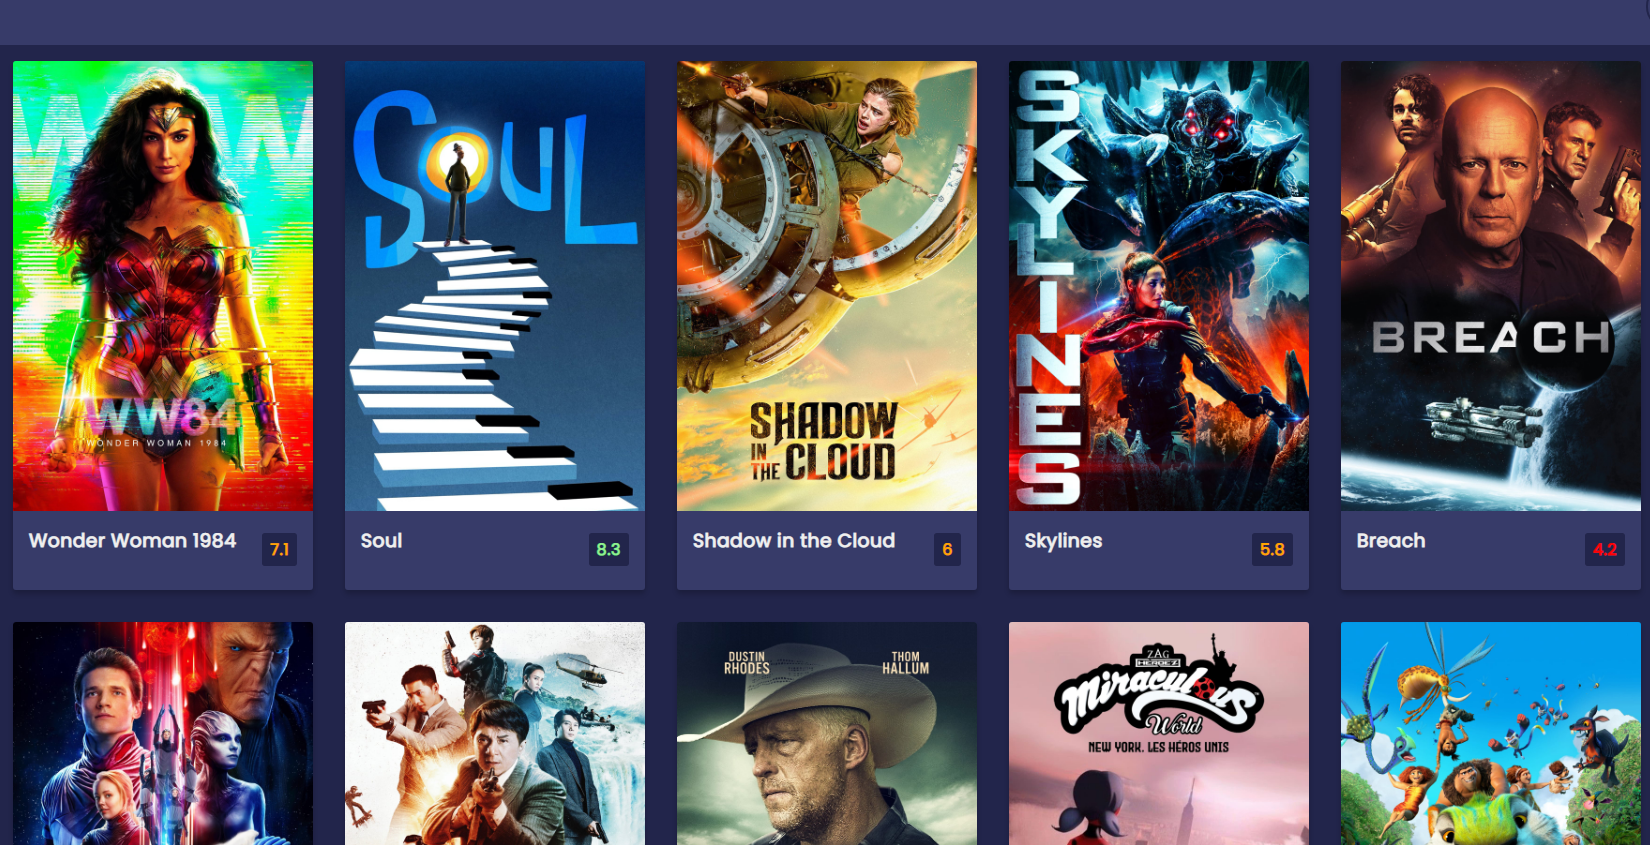 WW
WW84
WONDER WOMAN 1984
SOUL
SHADOW
IN
THE CLOUD
SKYLINES
BREACH
Wonder Woman 1984
7.1
Soul
8.3
Shadow in the Cloud
6
Skylines
5.8
Breach
4.2
DUSTIN
RHODES
THOM
HALLUM
ZAG
HEROEZ
Miraculous
World
NEW YORK, LES HÉROS UNIS